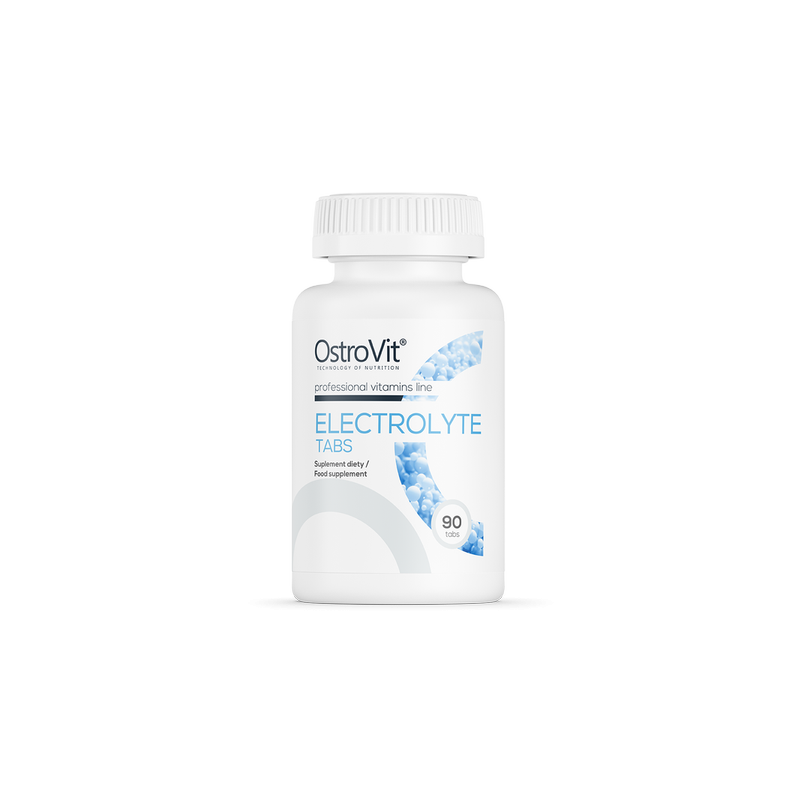 OstroVit®
TECHNOLOGY OF NUTRITION
professional vitamins line
ELECTROLYTE
TABS
Suplement diety /
Food supplement
90
tabs